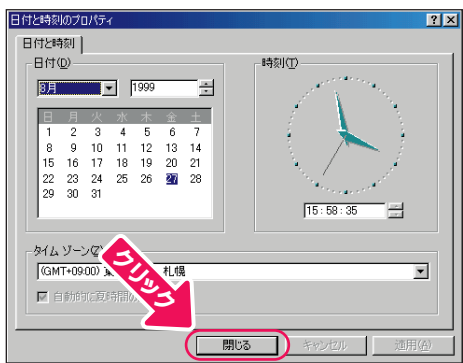 日付と時刻のプロパティ
日付と時刻
日付(D)
8月 1999
日 月 火 水 木 金 土
1 2 3 4 5 6 7
8 9 10 11 12 13 14
15 16 17 18 19 20 21
22 23 24 25 26 27 28
29 30 31
時刻(T)
15:58:35
タイム ゾーン(Z)
(GMT+09:00) 札幌
自動的に夏時間の
クリック
閉じる キャンセル 適用(A)